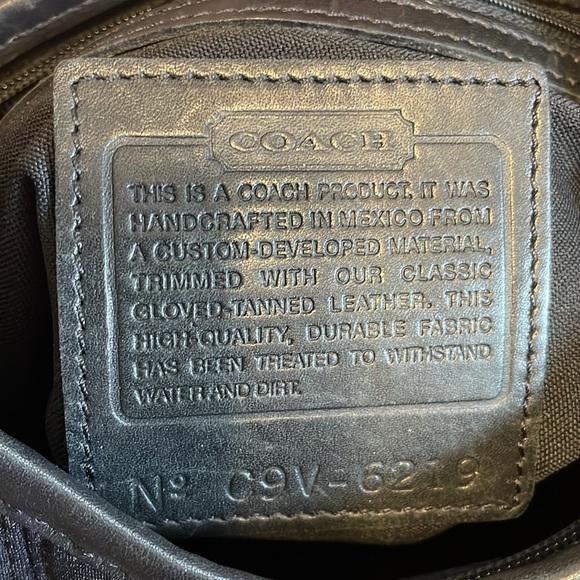 COACH
THIS IS A COACH PRODUCT. IT WAS
HANDCRAFTED IN MEXICO FROM
A CUSTOM-DEVELOPED MATERIAL,
TRIMMED WITH OUR CLASSIC
GLOVED-TANNED LEATHER. THIS
HIGH-QUALITY, DURABLE FABRIC
HAS BEEN TREATED TO WITHSTAND
WATER AND DIRT.
Nº C9V-6219